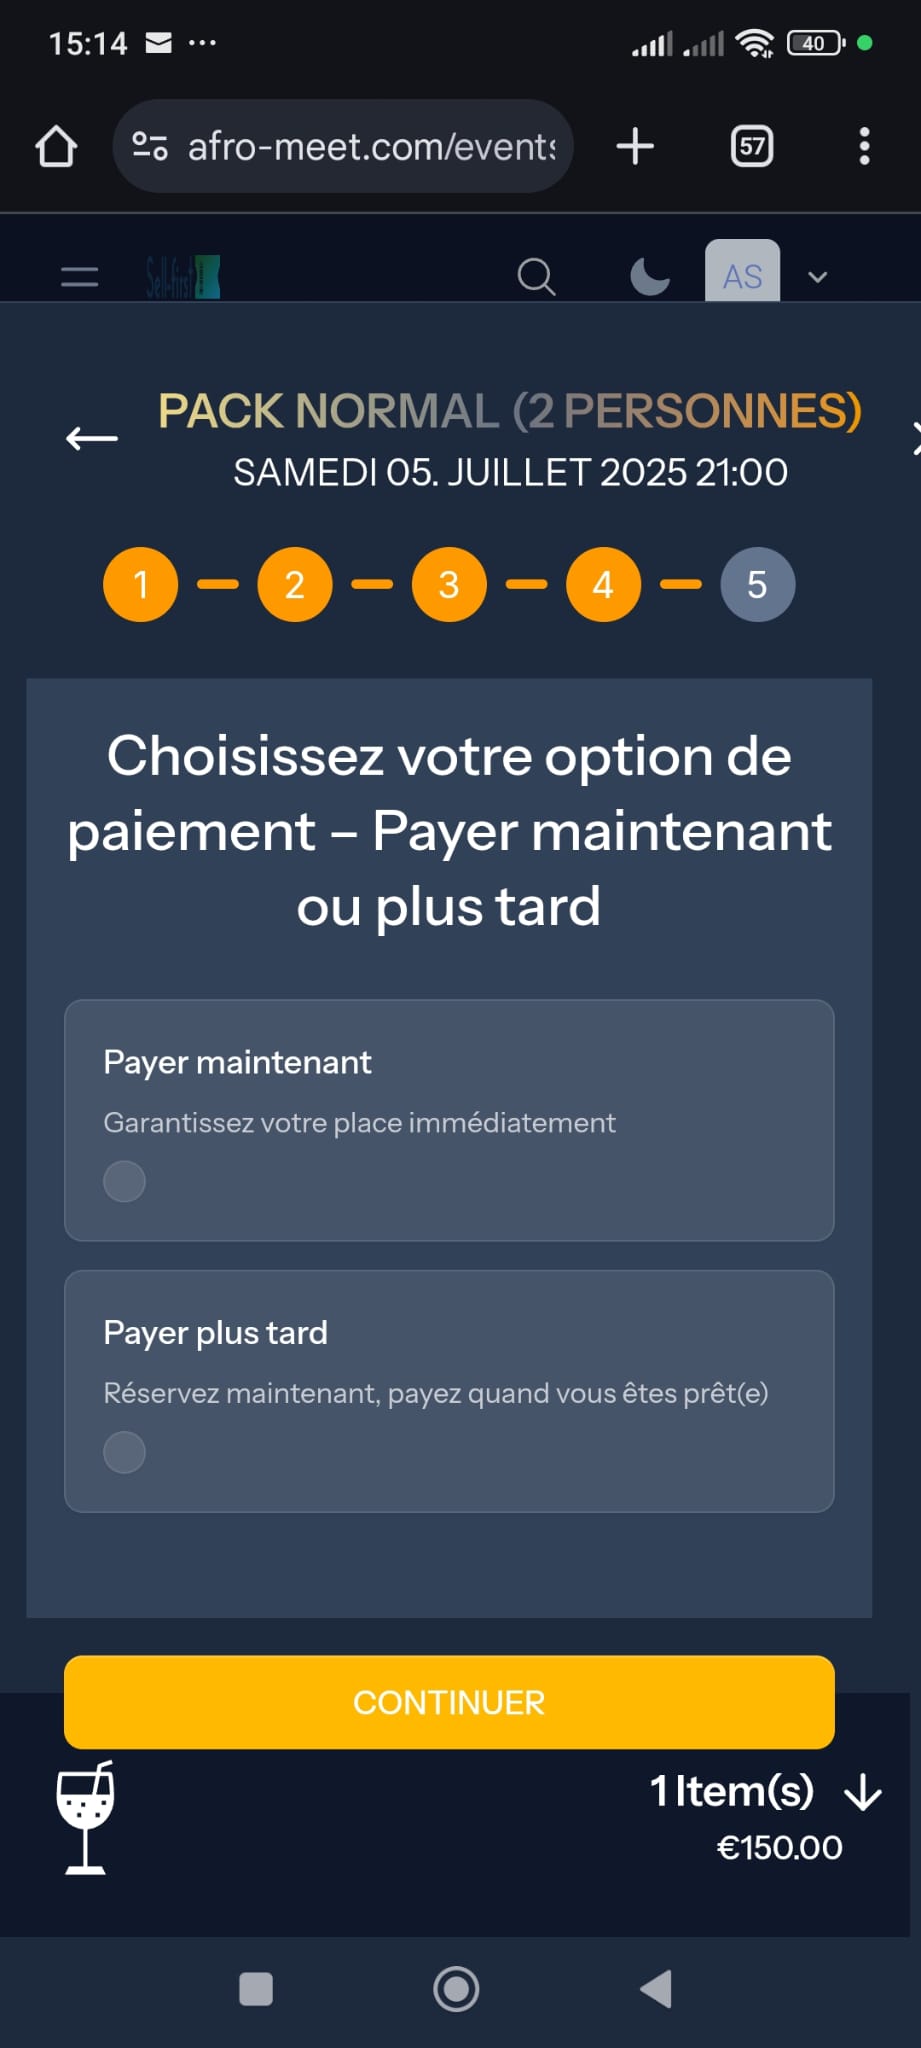 15:14
40
afro-meet.com/events
57
Sell-first
AS
PACK NORMAL (2 PERSONNES)
SAMEDI 05. JUILLET 2025 21:00
1
2
3
4
5
Choisissez votre option de
paiement – Payer maintenant
ou plus tard
Payer maintenant
Garantissez votre place immédiatement
Payer plus tard
Réservez maintenant, payez quand vous êtes prêt(e)
CONTINUER
1 Item(s)
€150.00